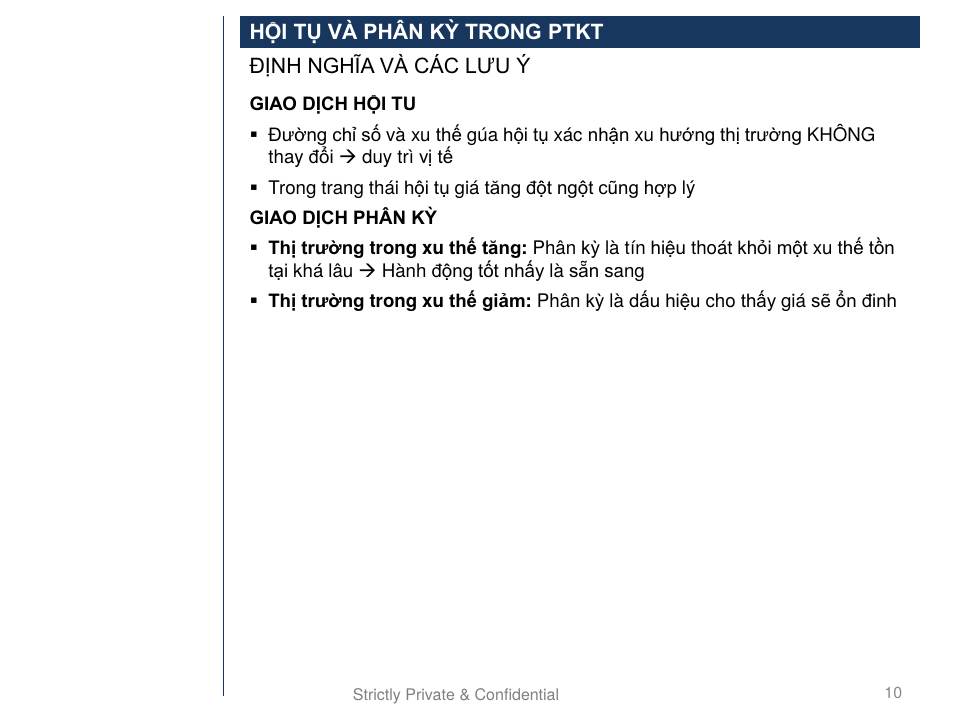 HỘI TỤ VÀ PHÂN KỲ TRONG PTKT
ĐỊNH NGHĨA VÀ CÁC LƯU Ý
GIAO DỊCH HỘI TU
▪ Đường chỉ số và xu thế gúa hội tụ xác nhận xu hướng thị trường KHÔNG
thay đổi → duy trì vị tế
▪ Trong trang thái hội tụ giá tăng đột ngột cũng hợp lý
GIAO DỊCH PHÂN KỲ
▪ Thị trường trong xu thế tăng: Phân kỳ là tín hiệu thoát khỏi một xu thế tồn
tại khá lâu → Hành động tốt nhấy là sẵn sang
▪ Thị trường trong xu thế giảm: Phân kỳ là dấu hiệu cho thấy giá sẽ ổn đinh
Strictly Private & Confidential
10